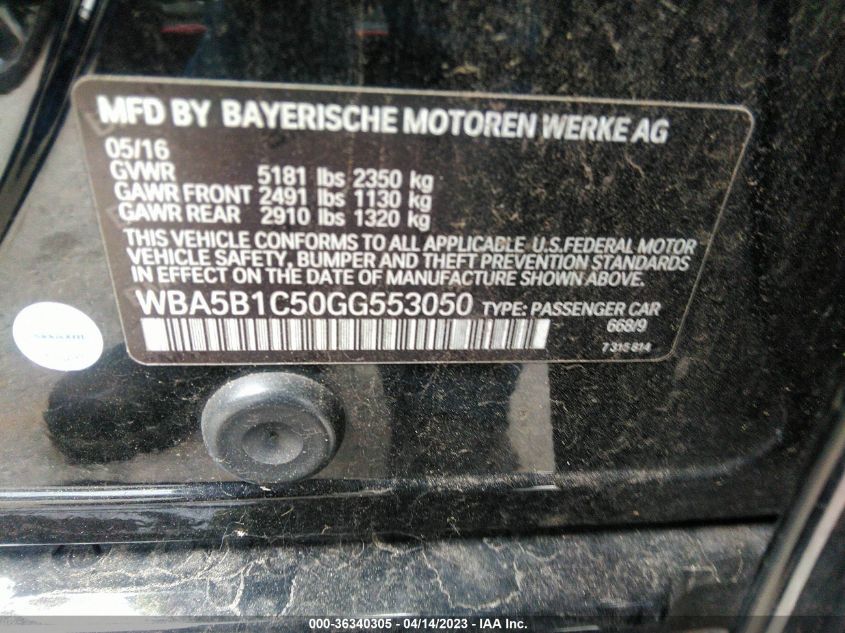 MFD BY BAYERISCHE MOTOREN WERKE AG
05/16
GVWR 5181 lbs 2350 kg
GAWR FRONT 2491 lbs 1130 kg
GAWR REAR 2910 lbs 1320 kg
THIS VEHICLE CONFORMS TO ALL APPLICABLE U.S.FEDERAL MOTOR
VEHICLE SAFETY, BUMPER AND THEFT PREVENTION STANDARDS
IN EFFECT ON THE DATE OF MANUFACTURE SHOWN ABOVE.
WBA5B1C50GG553050 TYPE: PASSENGER CAR
668/9
7 315 814
000-36340305 - 04/14/2023 - IAA Inc.